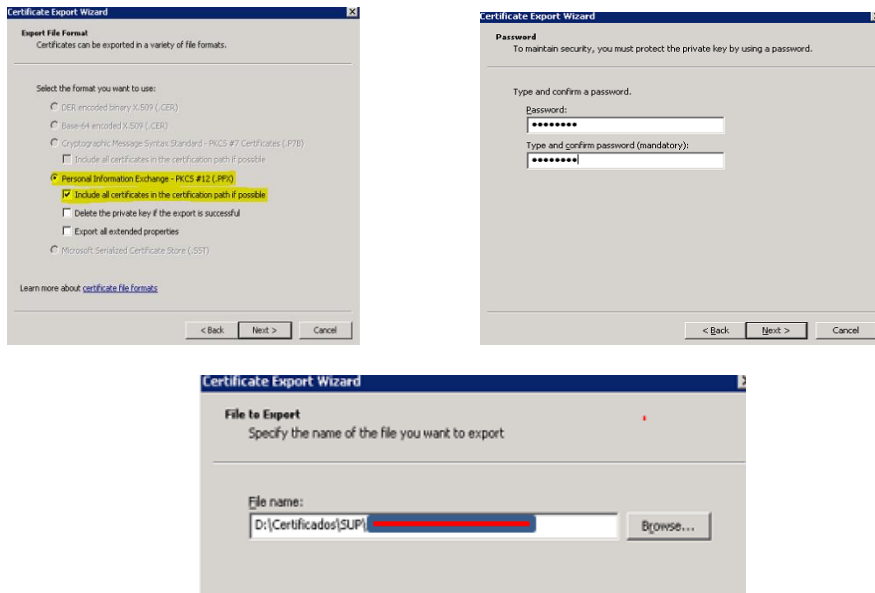 Certificate Export Wizard
Export File Format
Certificates can be exported in a variety of file formats.
Select the format you want to use:
DER encoded binary X.509 (.CER)
Base-64 encoded X.509 (.CER)
Cryptographic Message Syntax Standard - PKCS #7 Certificates (.P7B)
Include all certificates in the certification path if possible
Personal Information Exchange - PKCS #12 (.PFX)
Include all certificates in the certification path if possible
Delete the private key if the export is successful
Export all extended properties
Microsoft Serialized Certificate Store (.SST)
Learn more about certificate file formats
< Back Next > Cancel
Certificate Export Wizard
Password
To maintain security, you must protect the private key by using a password.
Type and confirm a password.
Password:
••••••••
Type and confirm password (mandatory):
••••••••
< Back Next > Cancel
Certificate Export Wizard
File to Export
Specify the name of the file you want to export
File name:
D:\Certificados\SUP\
Browse...